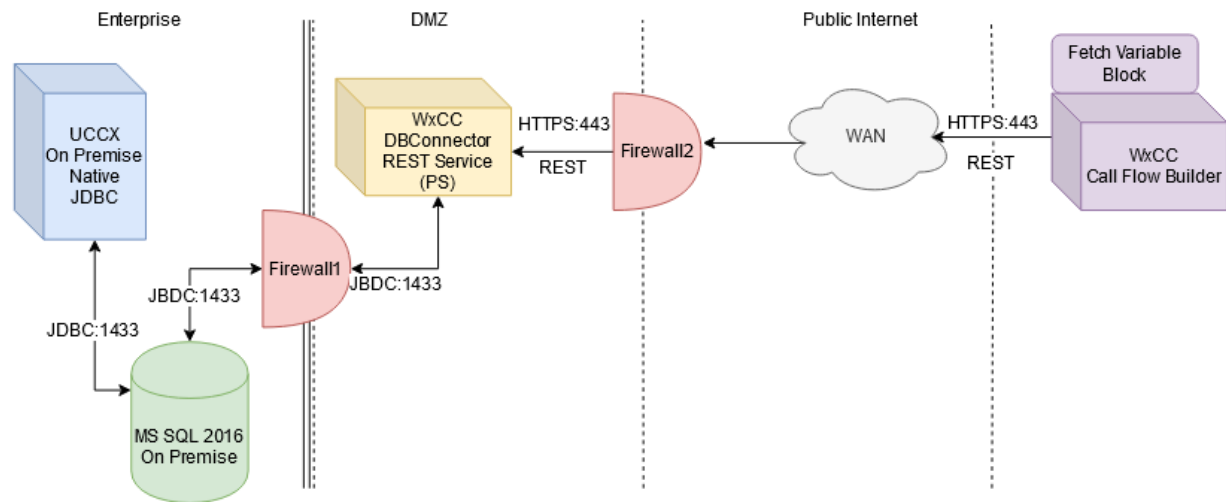 Enterprise
DMZ
Public Internet
UCCX
On Premise
Native
JDBC
WxCC
DBConnector
REST Service
(PS)
HTTPS:443
REST
Firewall2
WAN
HTTPS:443
REST
Fetch Variable
Block
WxCC
Call Flow Builder
Firewall1
JBDC:1433
JBDC:1433
JDBC:1433
MS SQL 2016
On Premise